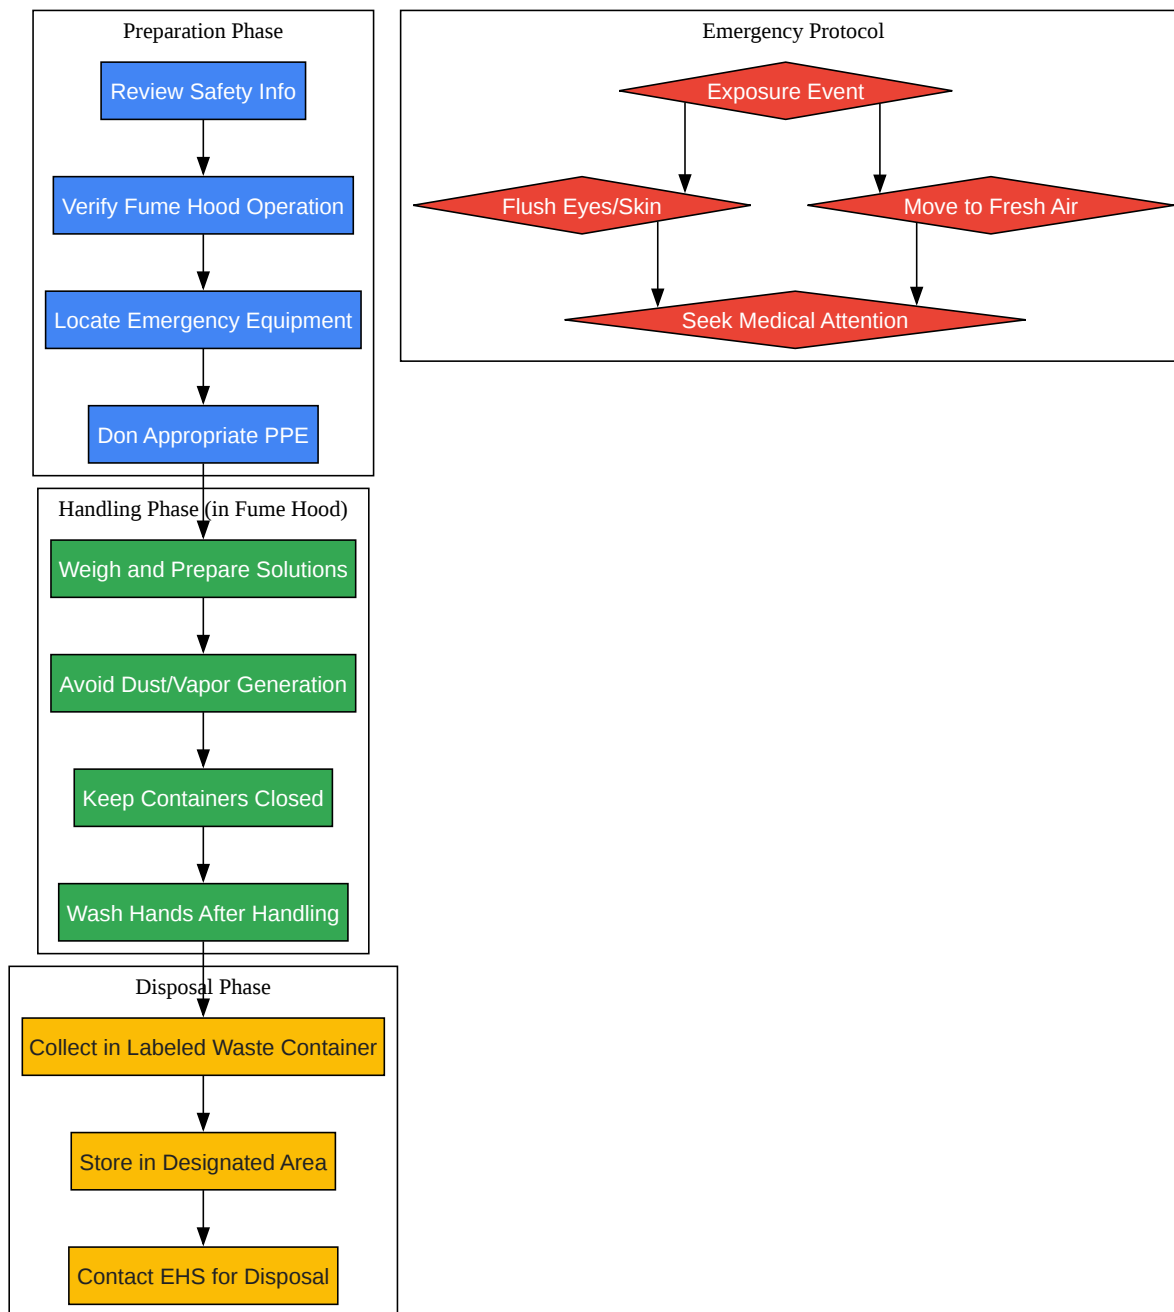 Preparation Phase
Review Safety Info
Verify Fume Hood Operation
Locate Emergency Equipment
Don Appropriate PPE
Handling Phase (in Fume Hood)
Weigh and Prepare Solutions
Avoid Dust/Vapor Generation
Keep Containers Closed
Wash Hands After Handling
Disposal Phase
Collect in Labeled Waste Container
Store in Designated Area
Contact EHS for Disposal
Emergency Protocol
Exposure Event
Flush Eyes/Skin
Move to Fresh Air
Seek Medical Attention